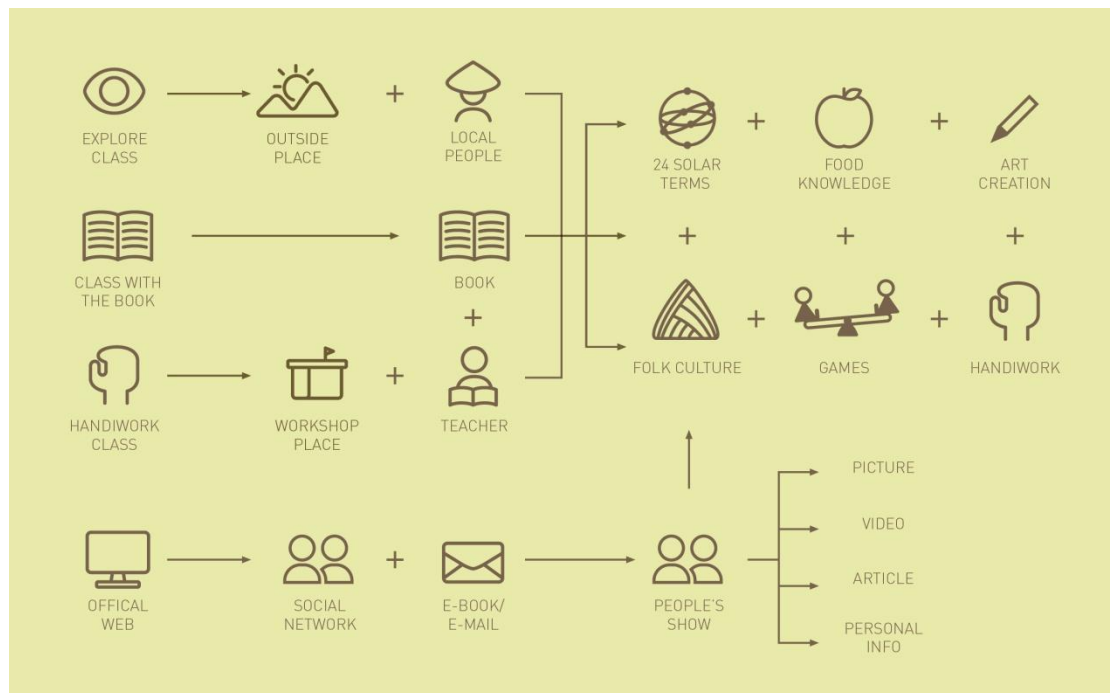 EXPLORE
CLASS
OUTSIDE
PLACE
LOCAL
PEOPLE
24 SOLAR
TERMS
FOOD
KNOWLEDGE
ART
CREATION
CLASS WITH
THE BOOK
BOOK
FOLK CULTURE
GAMES
HANDIWORK
HANDIWORK
CLASS
WORKSHOP
PLACE
TEACHER
OFFICAL
WEB
SOCIAL
NETWORK
E-BOOK/
E-MAIL
PEOPLE'S
SHOW
PICTURE
VIDEO
ARTICLE
PERSONAL
INFO